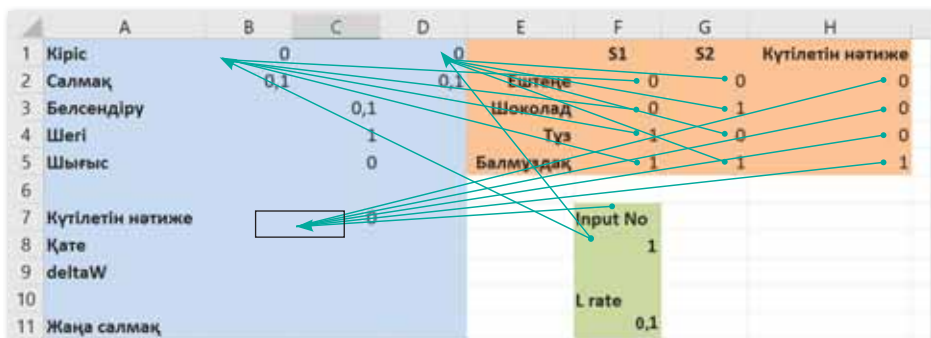 A B C D E F G H
1 Кіріс 0 0 S1 S2 Күтілетін нәтиже
2 Салмақ 0,1 0,1 Ештеңе 0 0 0
3 Белсендіру 0,1 Шоколад 0 1 0
4 Шегі 1 Тұз 1 0 0
5 Шығыс 0 Балмұздақ 1 1 1
6
7 Күтілетін нәтиже 0 Input No
8 Қате 1
9 deltaW
10 L rate
11 Жаңа салмақ 0,1